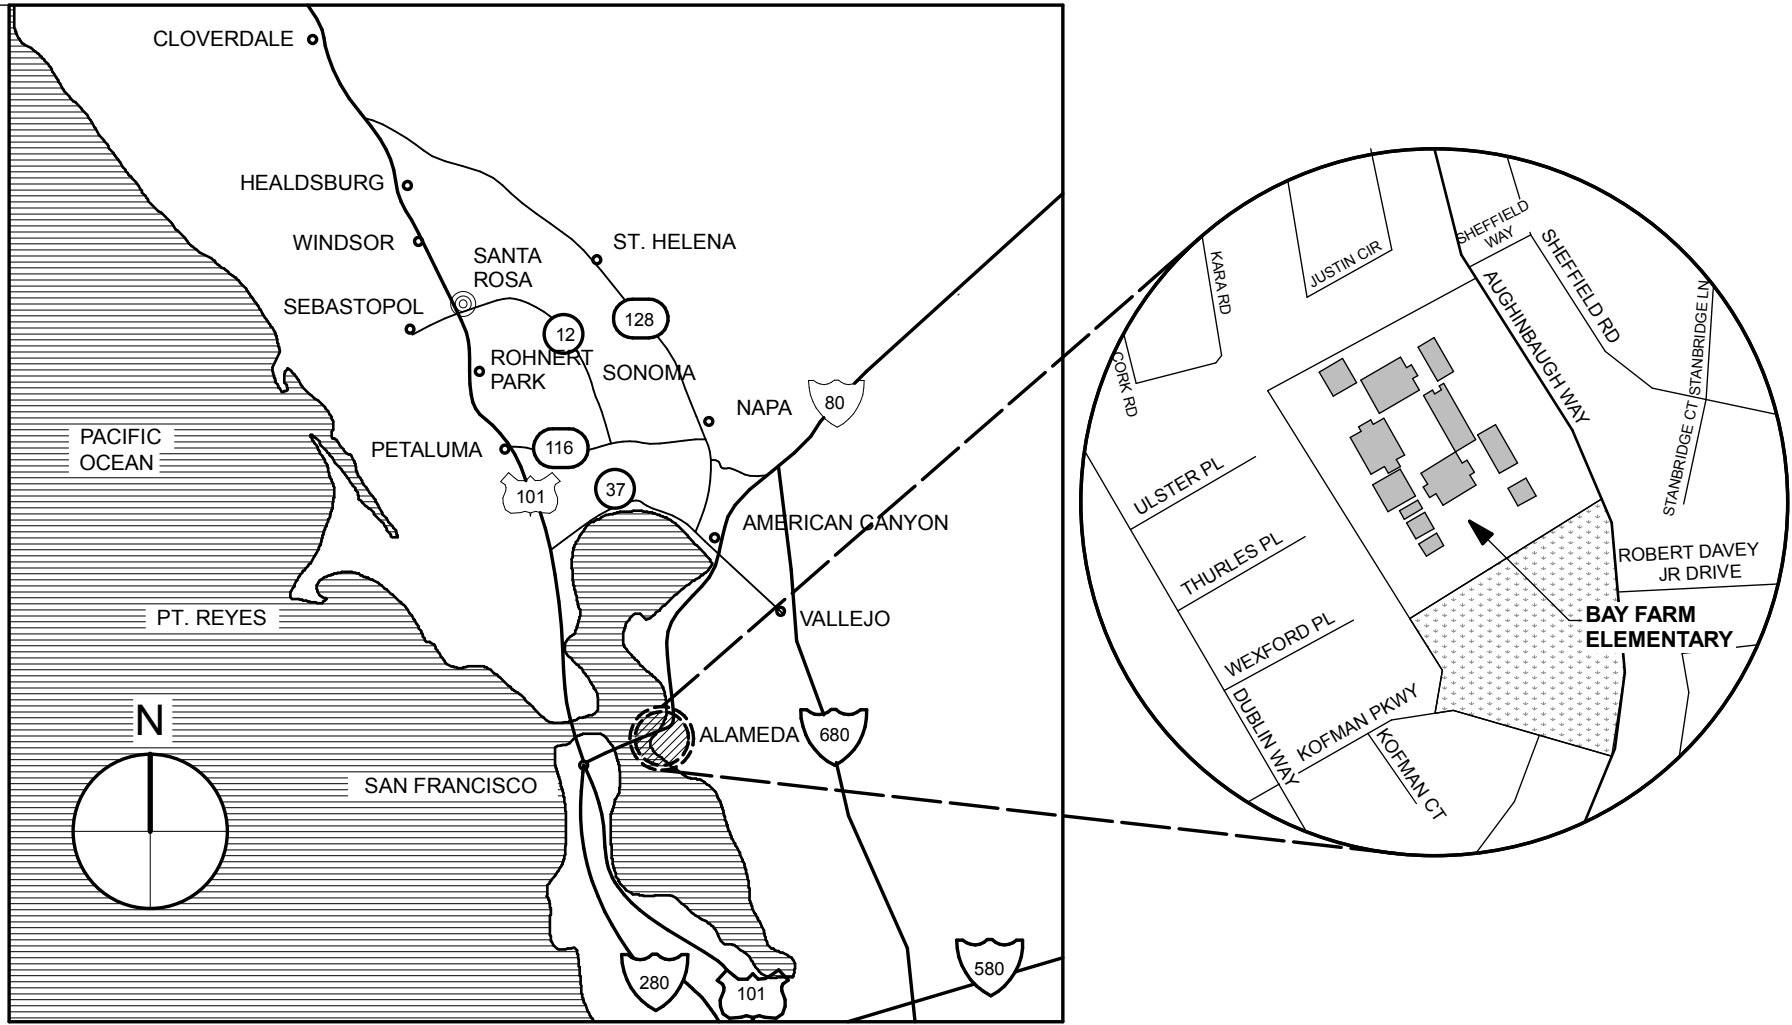 CLOVERDALE
HEALDSBURG
WINDSOR
SANTA
ROSA
ST. HELENA
SEBASTOPOL
128
12
ROHNERT
PARK
SONOMA
80
NAPA
PACIFIC
OCEAN
PETALUMA
116
101
37
AMERICAN CANYON
PT. REYES
VALLEJO
N
ALAMEDA
680
SAN FRANCISCO
280
101
580
KARA RD
JUSTIN CIR
SHEFFIELD
WAY
SHEFFIELD RD
AUGHINBAUGH WAY
STANBRIDGE LN
STANBRIDGE CT
CORK RD
ULSTER PL
THURLES PL
WEXFORD PL
DUBLIN WAY
KOFMAN PKWY
KOFMAN CT
ROBERT DAVEY
JR DRIVE
BAY FARM
ELEMENTARY